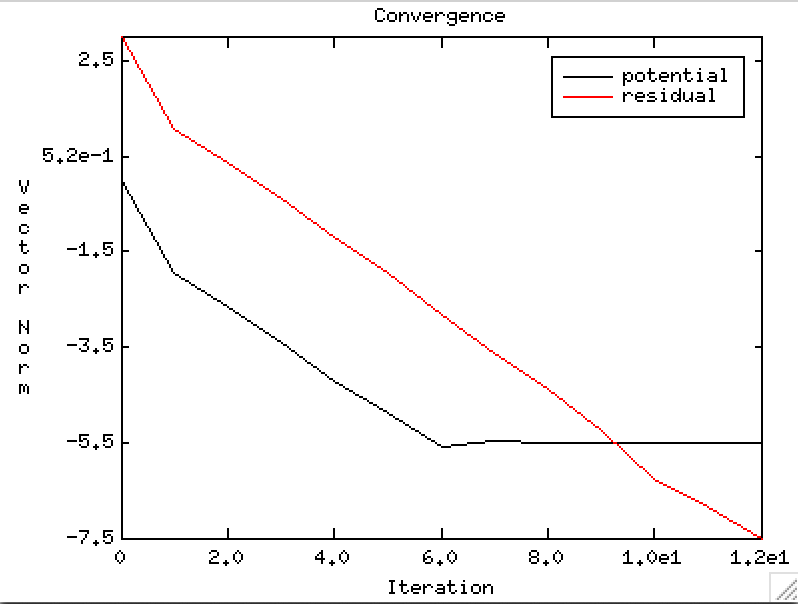 Convergence
2.5
5.2e-1
-1.5
-3.5
-5.5
-7.5
Vector Norm
potential
residual
0 2.0 4.0 6.0 8.0 1.0e1 1.2e1
Iteration